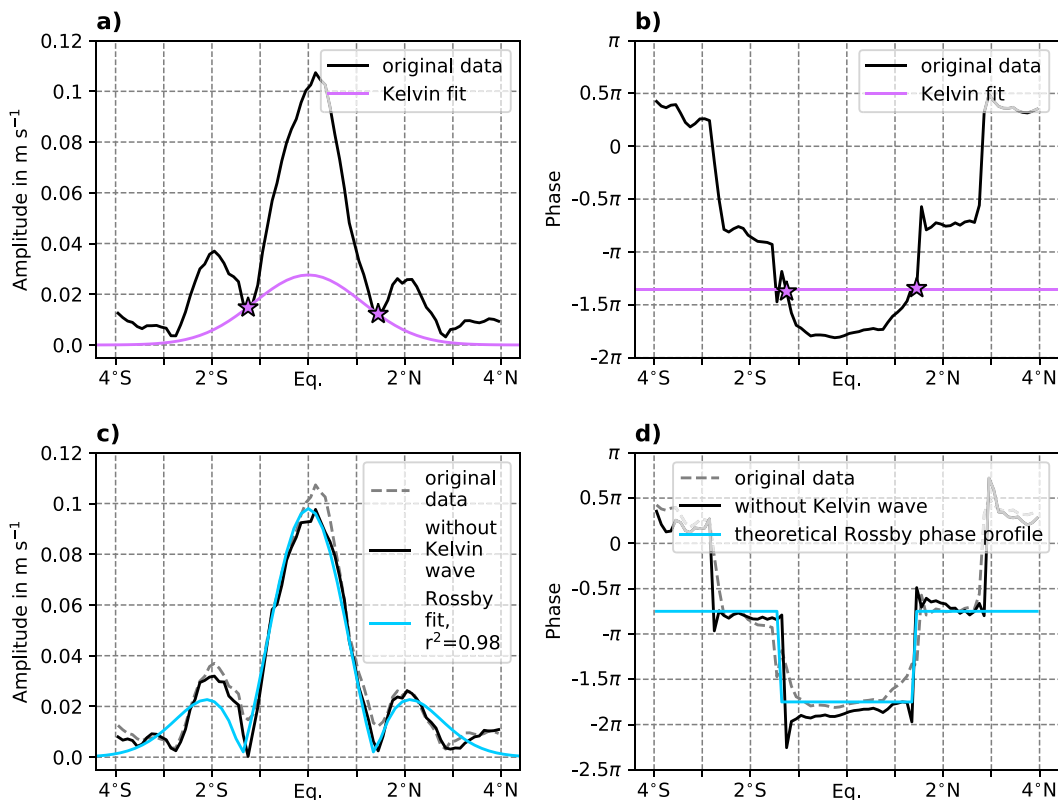 a)
0.12
0.10
0.08
0.06
0.04
0.02
0.0
Amplitude in m s⁻¹
original data
Kelvin fit
4°S
2°S
Eq.
2°N
4°N
b)
π
0.5π
0
-0.5π
-π
-1.5π
-2π
Phase
original data
Kelvin fit
4°S
2°S
Eq.
2°N
4°N
c)
0.12
0.1
0.08
0.06
0.04
0.02
0.0
Amplitude in m s⁻¹
original
data
without
Kelvin
wave
Rossby
fit,
r²=0.98
4°S
2°S
Eq.
2°N
4°N
d)
π
0.5π
0
-0.5π
-π
-1.5π
-2π
-2.5π
Phase
original data
without Kelvin wave
theoretical Rossby phase profile
4°S
2°S
Eq.
2°N
4°N